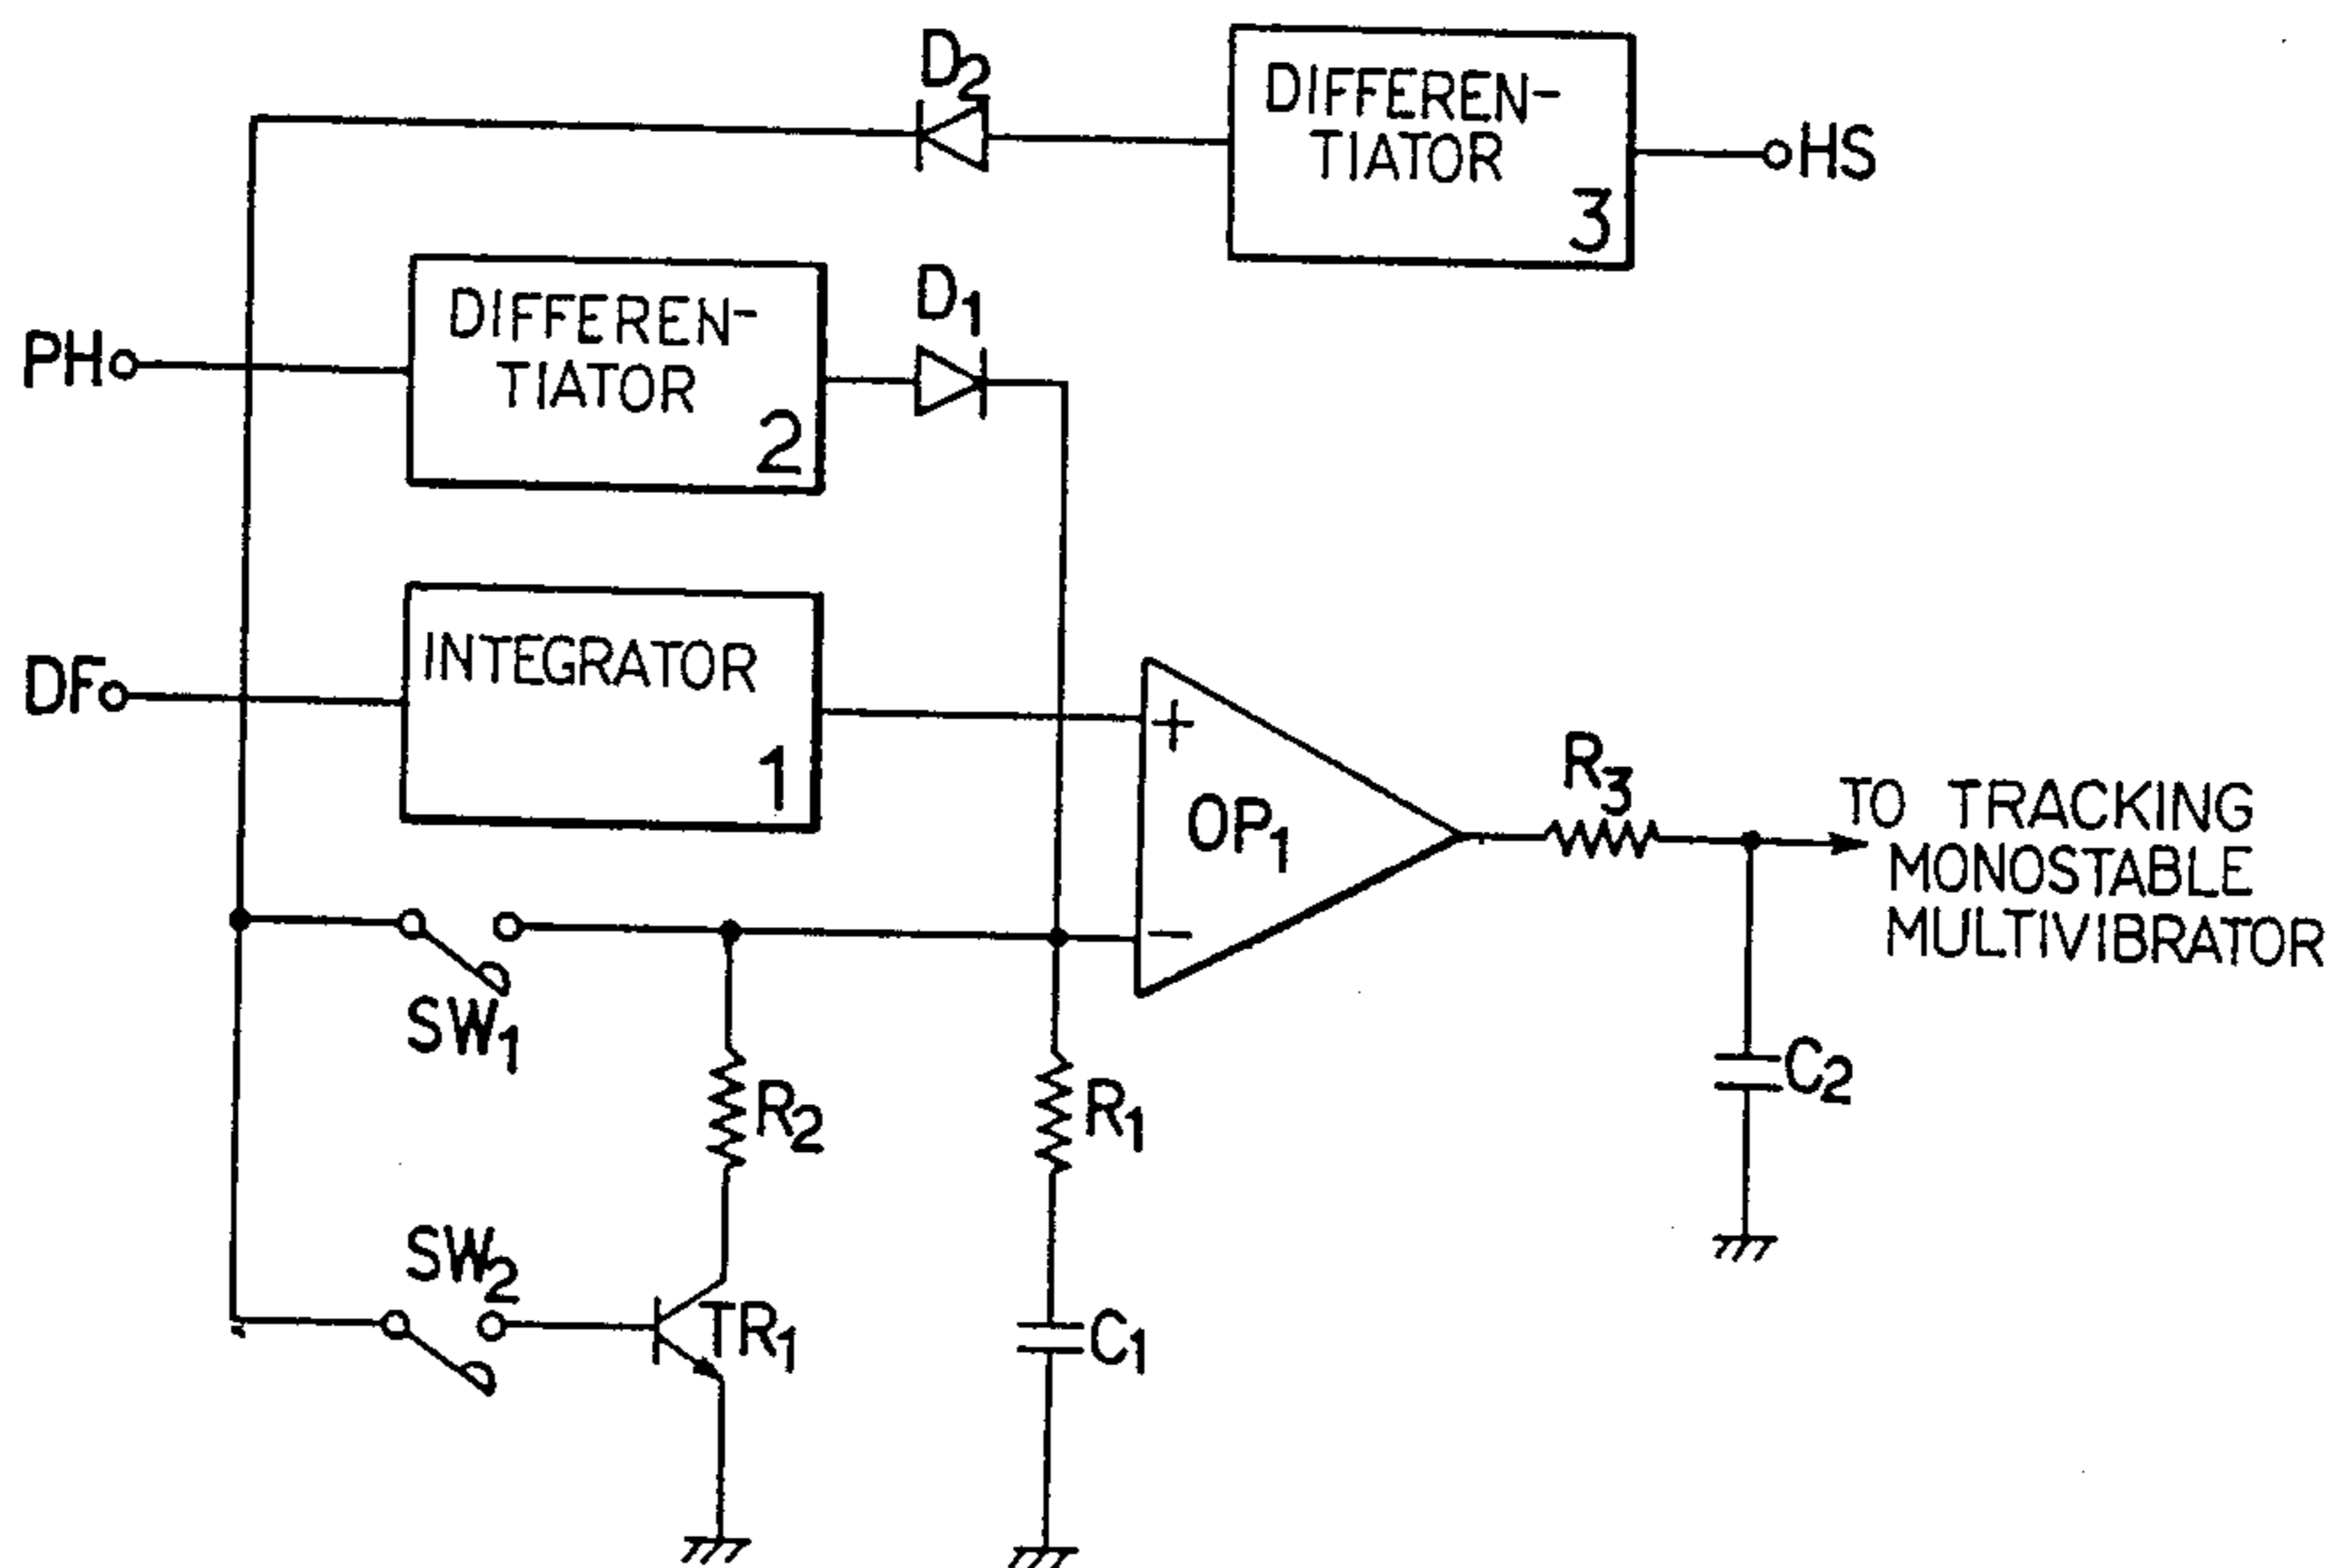 D2
DIFFEREN-
TIATOR
3
HS
PH
DIFFEREN-
TIATOR
2
D1
DF
INTEGRATOR
1
+
OP1
−
R3
TO TRACKING
MONOSTABLE
MULTIVIBRATOR
SW1
R2
R1
C2
SW2
TR1
C1